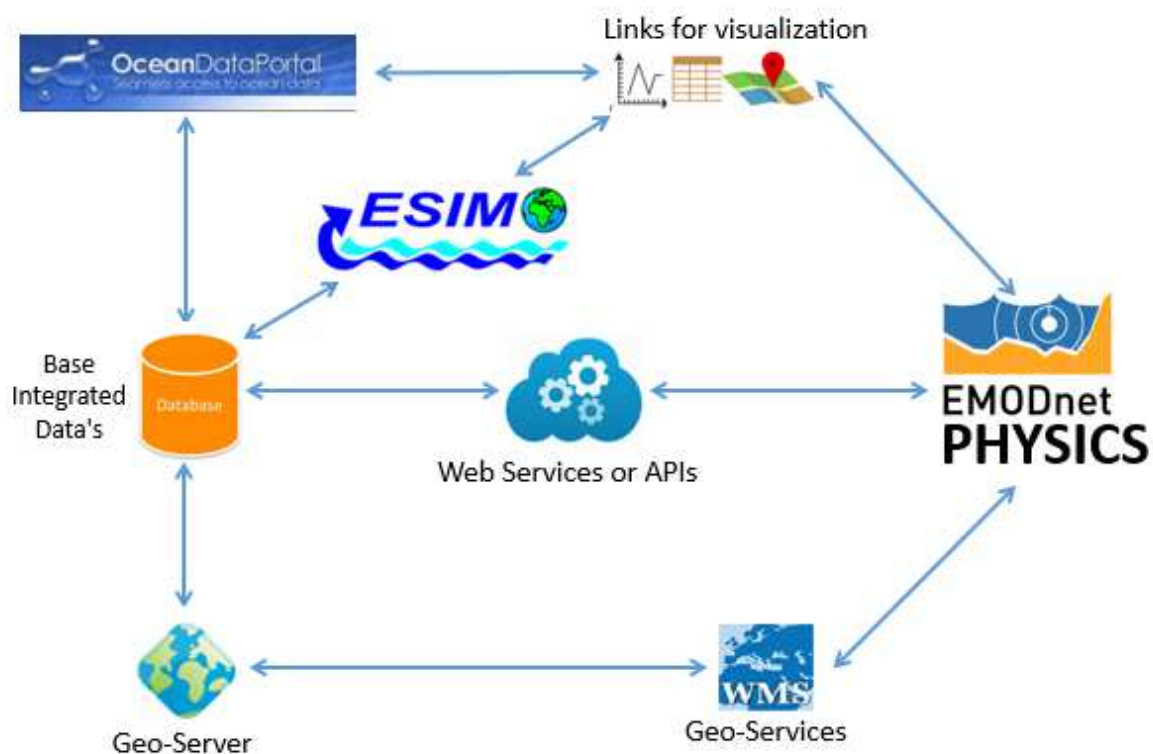 Links for visualization
OceanDataPortal
Seamless access to ocean data
ESIMO
Base
Integrated
Data's
Database
Web Services or APIs
EMODnet
PHYSICS
WMS
Geo-Services
Geo-Server